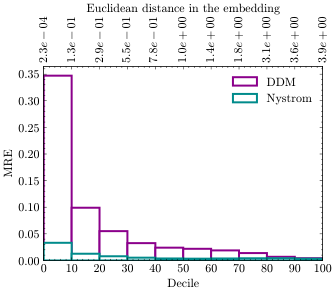 Euclidean distance in the embedding
2.3e−04 1.3e−01 2.9e−01 5.5e−01 7.8e−01 1.0e+00 1.4e+00 1.8e+00 3.1e+00 3.6e+00 3.9e+00
DDM
Nystrom
MRE
0.35
0.30
0.25
0.20
0.15
0.10
0.05
0.00
0 10 20 30 40 50 60 70 80 90 100
Decile